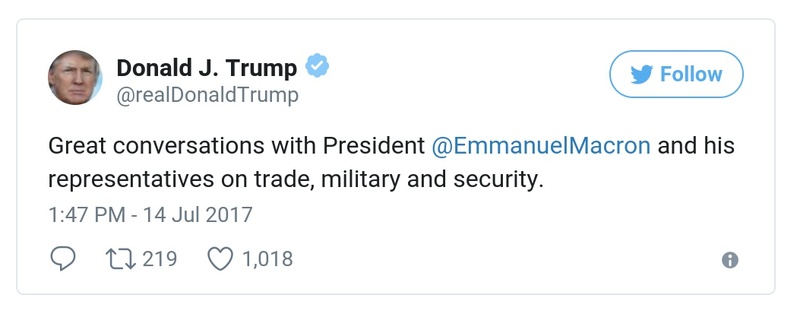 Donald J. Trump
Follow
@realDonaldTrump
Great conversations with President @EmmanuelMacron and his
representatives on trade, military and security.
1:47 PM - 14 Jul 2017
219 1,018